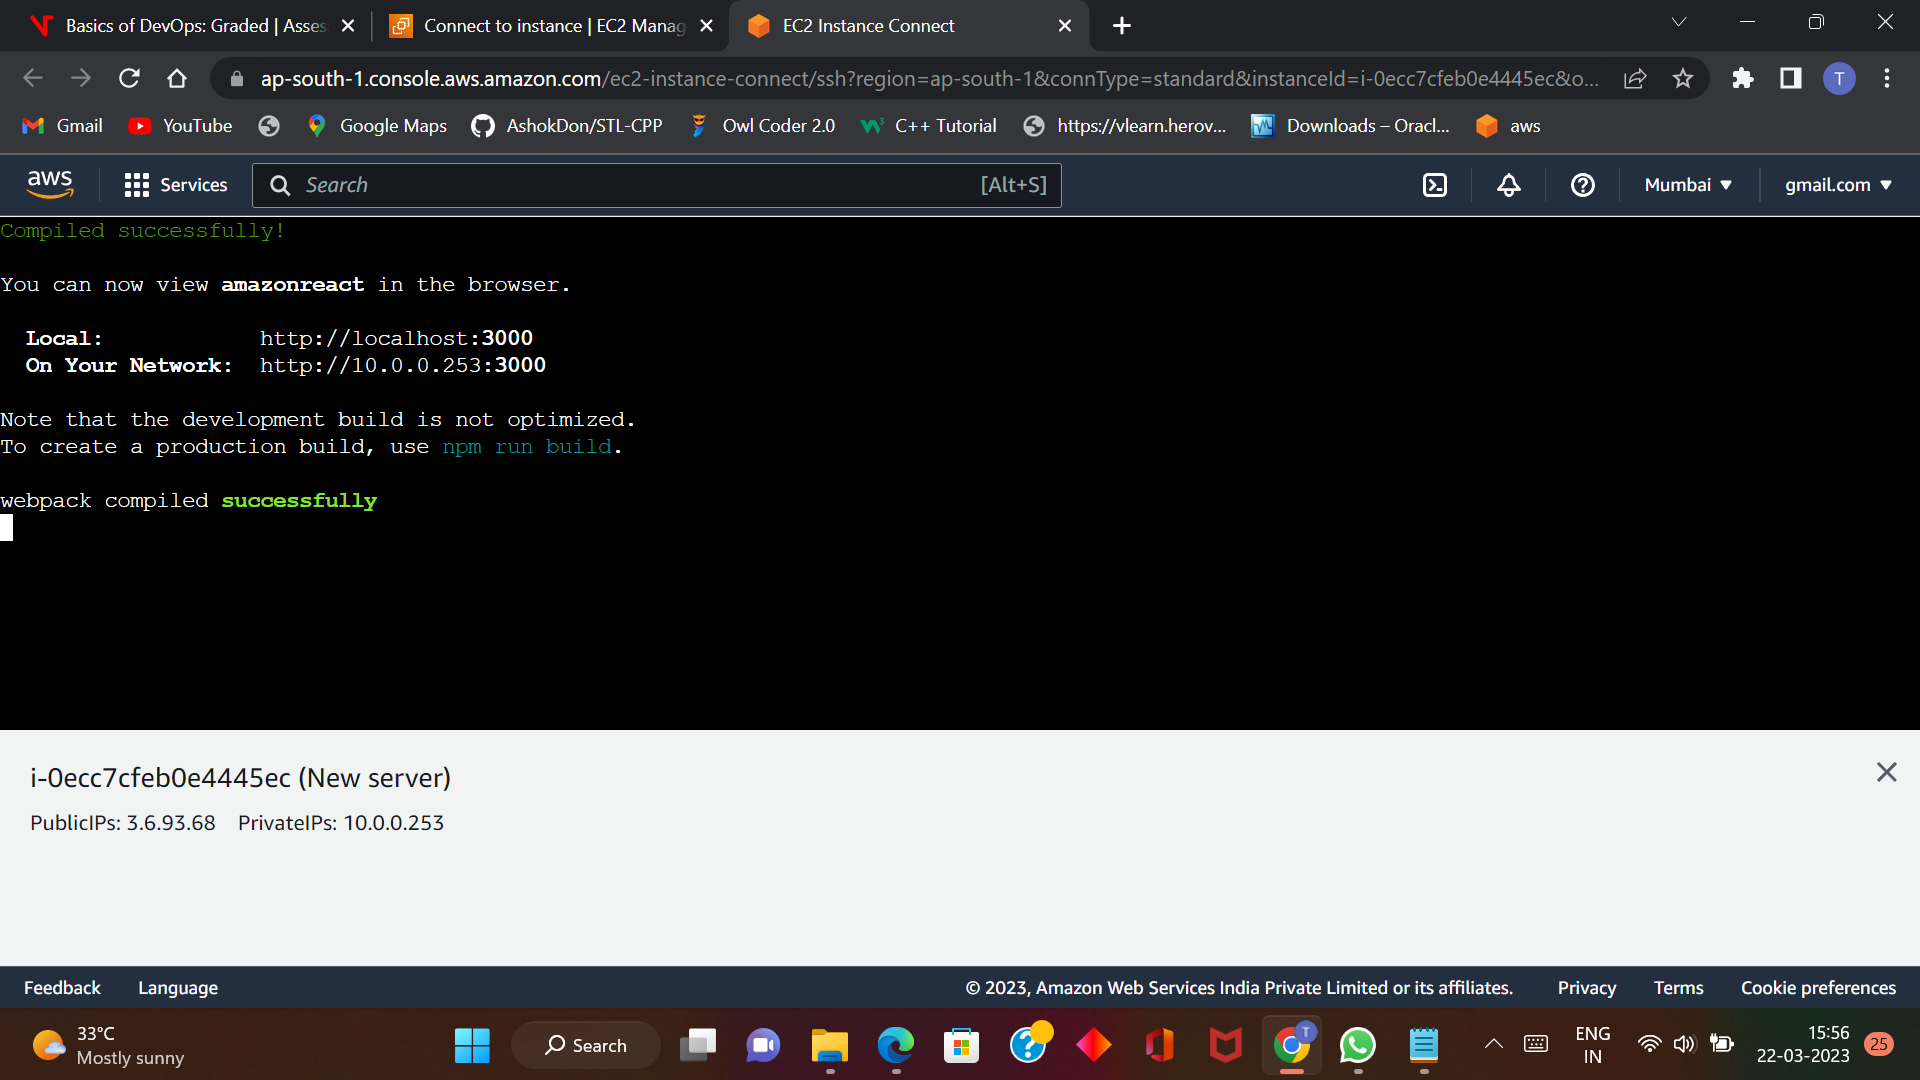 Basics of DevOps: Graded | Asses
Connect to instance | EC2 Manag
EC2 Instance Connect
ap-south-1.console.aws.amazon.com/ec2-instance-connect/ssh?region=ap-south-1&connType=standard&instanceId=i-0ecc7cfeb0e4445ec&o...
T
Gmail
YouTube
Google Maps
AshokDon/STL-CPP
Owl Coder 2.0
C++ Tutorial
https://vlearn.herov...
Downloads – Oracl...
aws
aws
Services
Search
[Alt+S]
Mumbai
gmail.com
Compiled successfully!
You can now view amazonreact in the browser.
Local: http://localhost:3000
On Your Network: http://10.0.0.253:3000
Note that the development build is not optimized.
To create a production build, use npm run build.
webpack compiled successfully
i-0ecc7cfeb0e4445ec (New server)
PublicIPs: 3.6.93.68 PrivateIPs: 10.0.0.253
Feedback
Language
© 2023, Amazon Web Services India Private Limited or its affiliates.
Privacy
Terms
Cookie preferences
33°C
Mostly sunny
Search
T
ENG
IN
15:56
22-03-2023
25